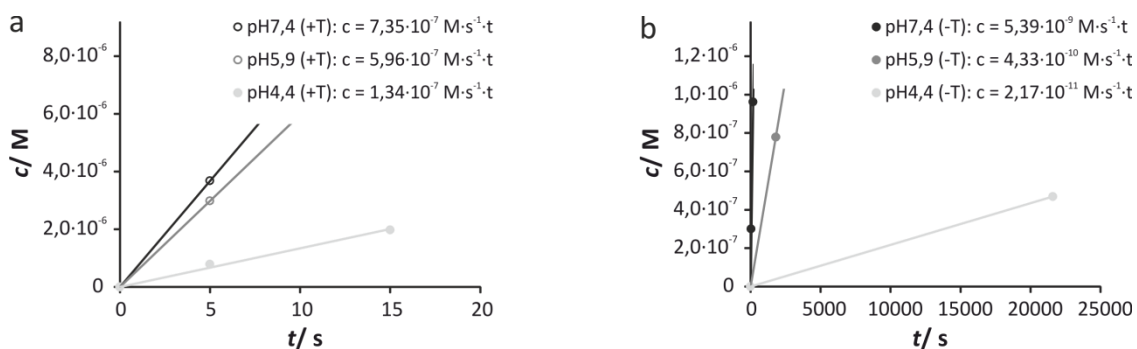 a
pH7,4 (+T): c = 7,35·10⁻⁷ M·s⁻¹·t
pH5,9 (+T): c = 5,96·10⁻⁷ M·s⁻¹·t
pH4,4 (+T): c = 1,34·10⁻⁷ M·s⁻¹·t
8,0·10⁻⁶
6,0·10⁻⁶
4,0·10⁻⁶
2,0·10⁻⁶
0
c/ M
0 5 10 15 20
t/ s
b
pH7,4 (-T): c = 5,39·10⁻⁹ M·s⁻¹·t
pH5,9 (-T): c = 4,33·10⁻¹⁰ M·s⁻¹·t
pH4,4 (-T): c = 2,17·10⁻¹¹ M·s⁻¹·t
1,2·10⁻⁶
1,0·10⁻⁶
8,0·10⁻⁷
6,0·10⁻⁷
4,0·10⁻⁷
2,0·10⁻⁷
0
c/ M
0 5000 10000 15000 20000 25000
t/ s